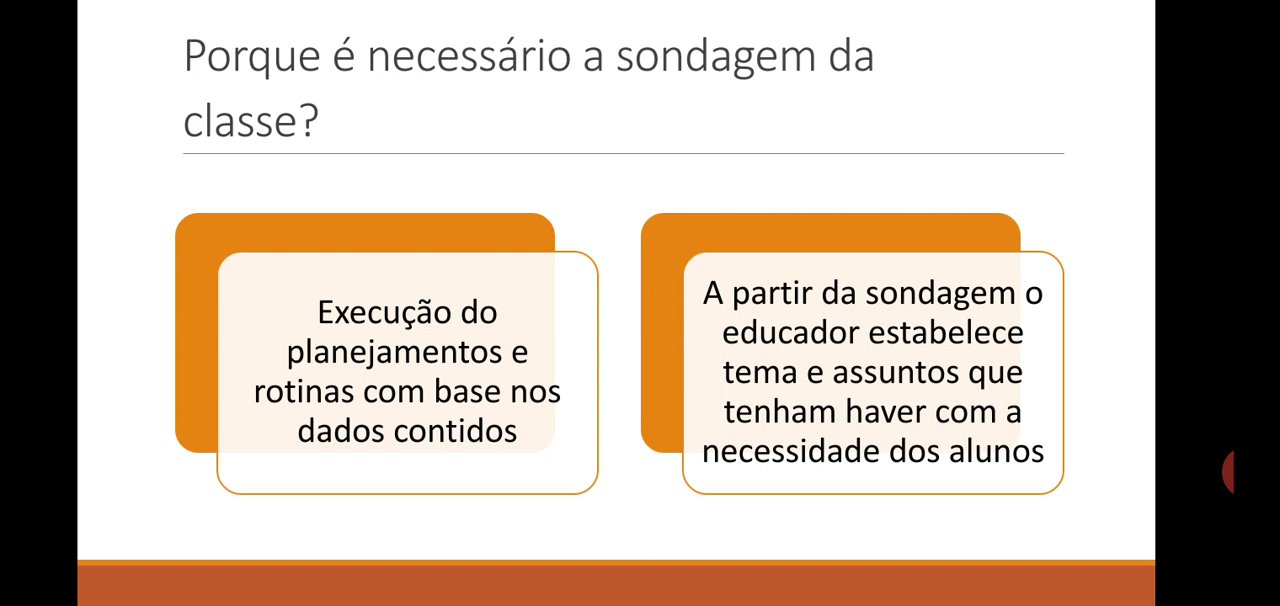 Porque é necessário a sondagem da
classe?
Execução do
planejamentos e
rotinas com base nos
dados contidos
A partir da sondagem o
educador estabelece
tema e assuntos que
tenham haver com a
necessidade dos alunos